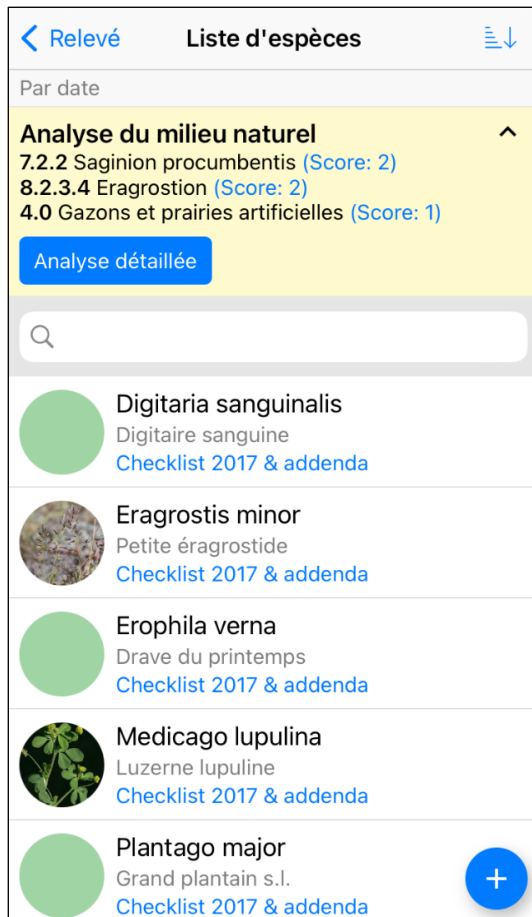 Relevé
Liste d'espèces
Par date
Analyse du milieu naturel
7.2.2 Saginion procumbentis (Score: 2)
8.2.3.4 Eragrostion (Score: 2)
4.0 Gazons et prairies artificielles (Score: 1)
Analyse détaillée
Digitaria sanguinalis
Digitaire sanguine
Checklist 2017 & addenda
Eragrostis minor
Petite éragrostide
Checklist 2017 & addenda
Erophila verna
Drave du printemps
Checklist 2017 & addenda
Medicago lupulina
Luzerne lupuline
Checklist 2017 & addenda
Plantago major
Grand plantain s.l.
Checklist 2017 & addenda